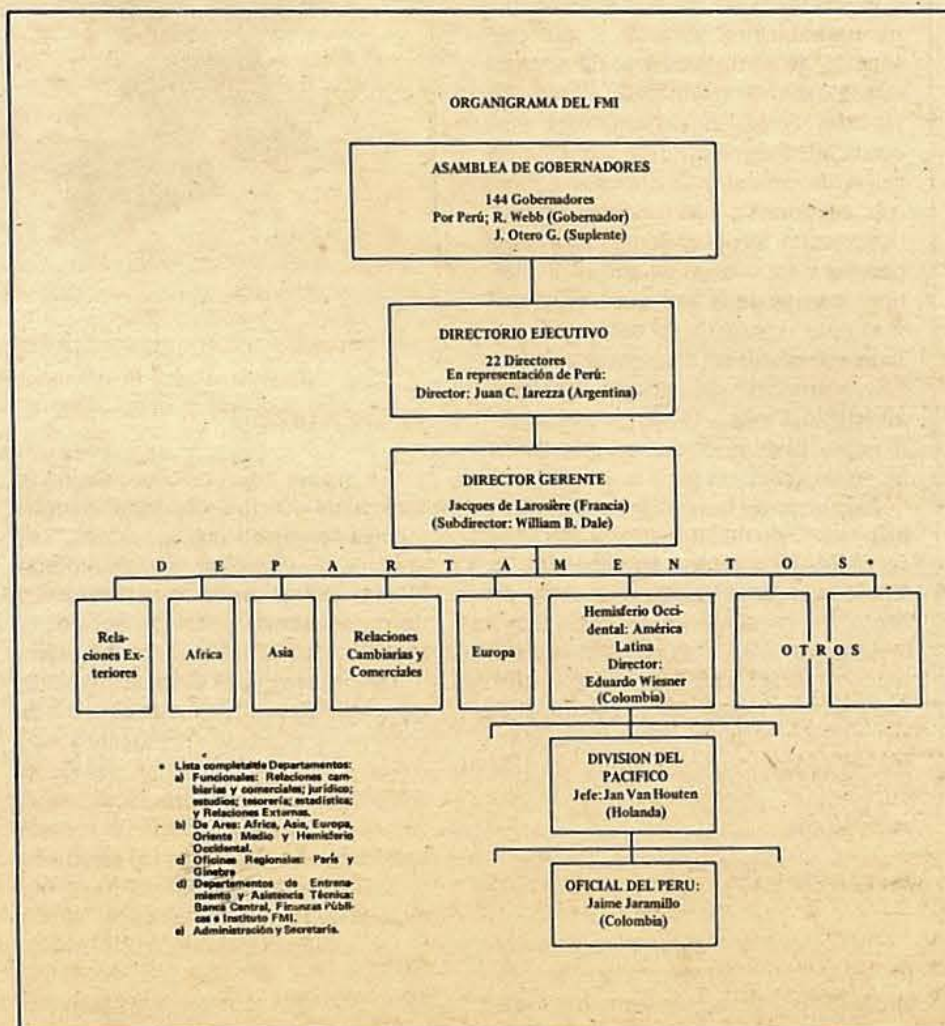 ORGANIGRAMA DEL FMI
ASAMBLEA DE GOBERNADORES
144 Gobernadores
Por Perú; R. Webb (Gobernador)
J. Otero G. (Suplente)
DIRECTORIO EJECUTIVO
22 Directores
En representación de Perú:
Director: Juan C. Iarezza (Argentina)
DIRECTOR GERENTE
Jacques de Larosière (Francia)
(Subdirector: William B. Dale)
D E P A R T A M E N T O S *
Rela-
ciones Ex-
teriores
Africa
Asia
Relaciones
Cambiarias y
Comerciales
Europa
Hemisferio Occi-
dental: América
Latina
Director:
Eduardo Wiesner
(Colombia)
O T R O S
DIVISION DEL
PACIFICO
Jefe: Jan Van Houten
(Holanda)
OFICIAL DEL PERU:
Jaime Jaramillo
(Colombia)
* Lista completa de Departamentos:
a) Funcionales: Relaciones cam-
biarias y comerciales; jurídico;
estudios; tesorería; estadística;
y Relaciones Externas.
b) De Area: Africa, Asia, Europa,
Oriente Medio y Hemisferio
Occidental.
c) Oficinas Regionales: París y
Ginebra
d) Departamentos de Entrena-
miento y Asistencia Técnica:
Banca Central, Finanzas Públi-
cas e Instituto FMI.
e) Administración y Secretaría.